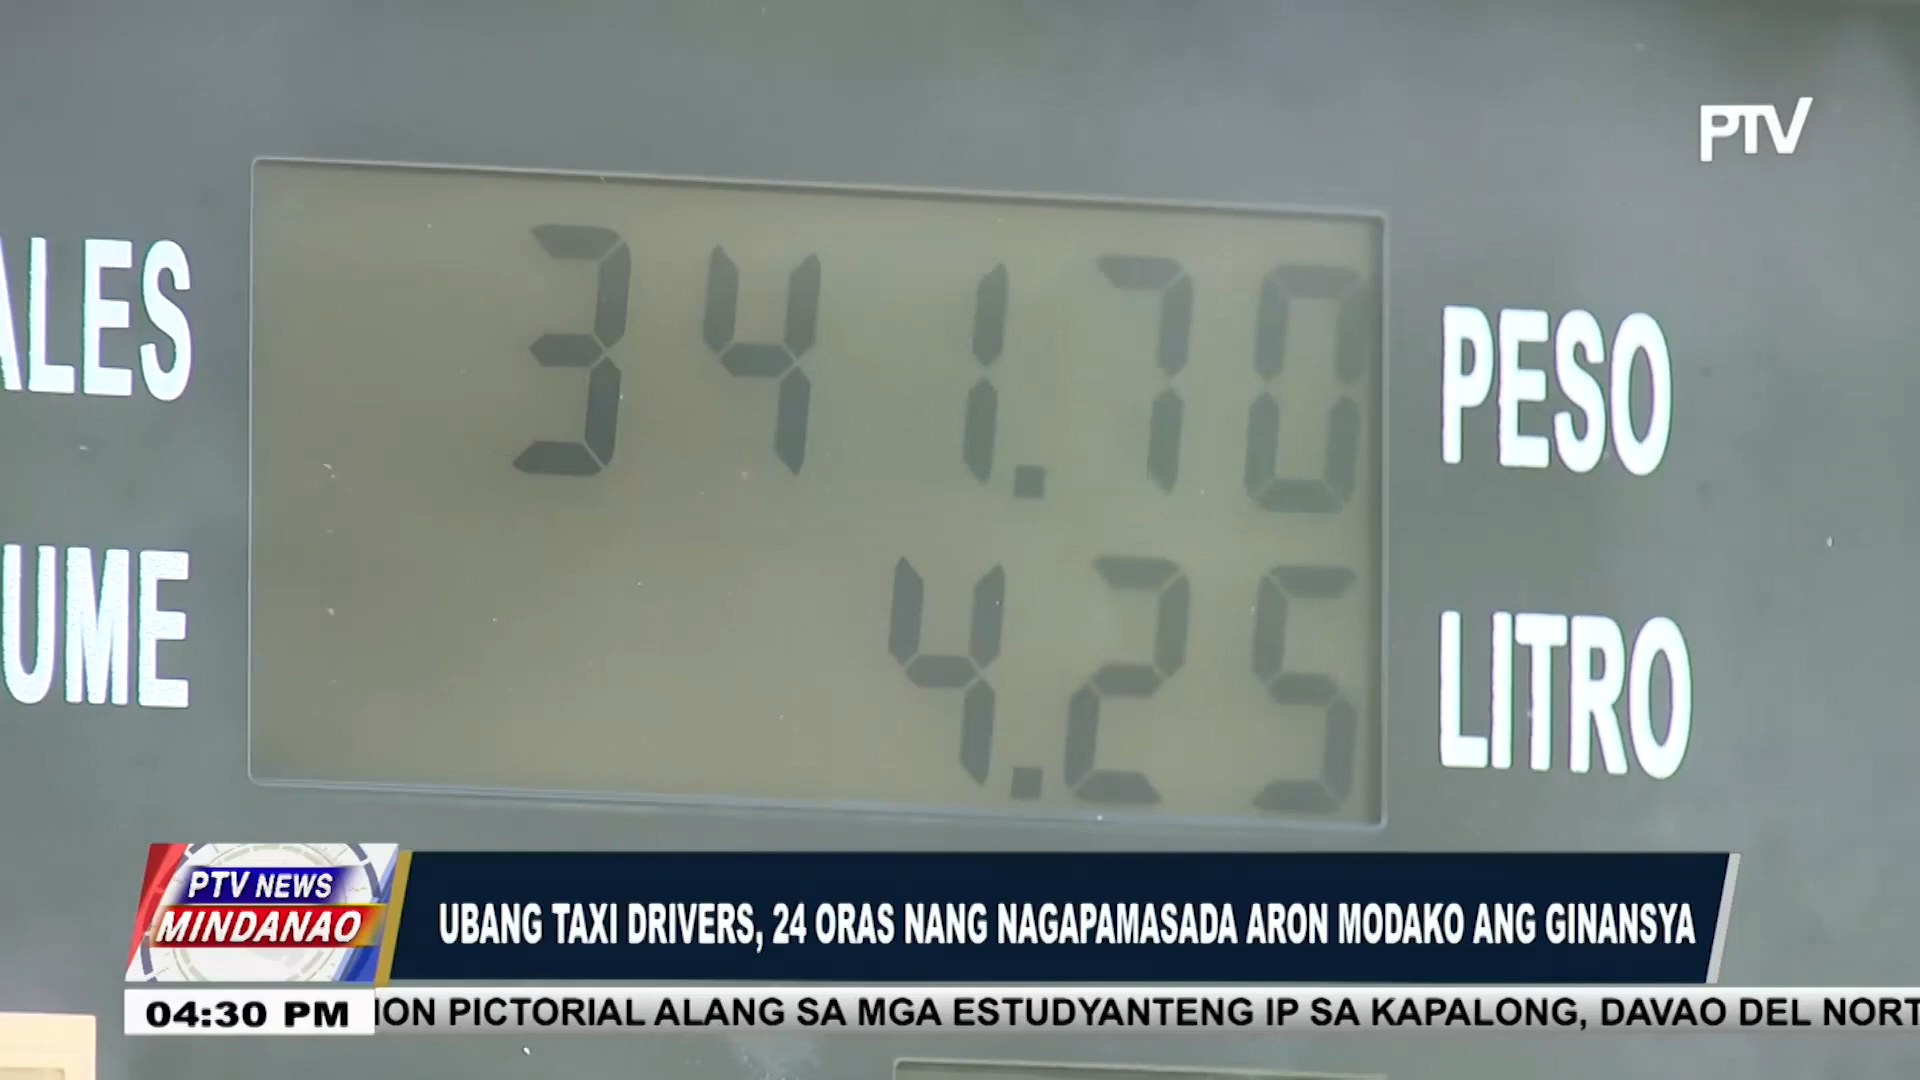 PTV
ALES 341.70 PESO
UME 4.25 LITRO
PTV NEWS
MINDANAO
UBANG TAXI DRIVERS, 24 ORAS NANG NAGAPAMASADA ARON MODAKO ANG GINANSYA
04:30 PM ION PICTORIAL ALANG SA MGA ESTUDYANTENG IP SA KAPALONG, DAVAO DEL NORT